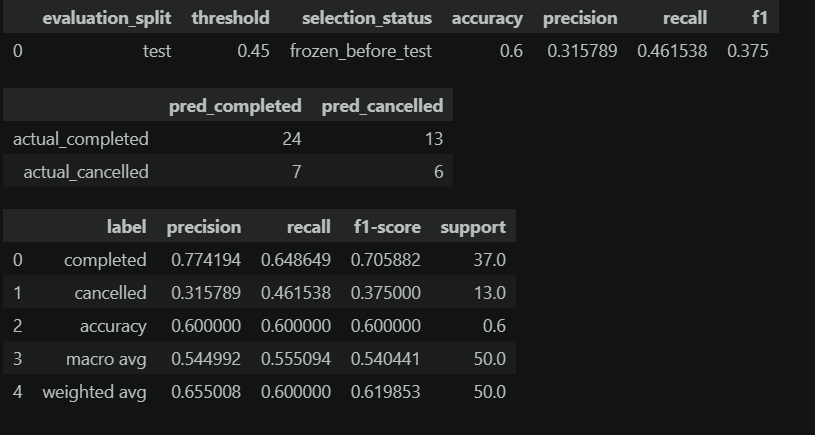 evaluation_split threshold selection_status accuracy precision recall f1
0 test 0.45 frozen_before_test 0.6 0.315789 0.461538 0.375
pred_completed pred_cancelled
actual_completed 24 13
actual_cancelled 7 6
label precision recall f1-score support
0 completed 0.774194 0.648649 0.705882 37.0
1 cancelled 0.315789 0.461538 0.375000 13.0
2 accuracy 0.600000 0.600000 0.600000 0.6
3 macro avg 0.544992 0.555094 0.540441 50.0
4 weighted avg 0.655008 0.600000 0.619853 50.0